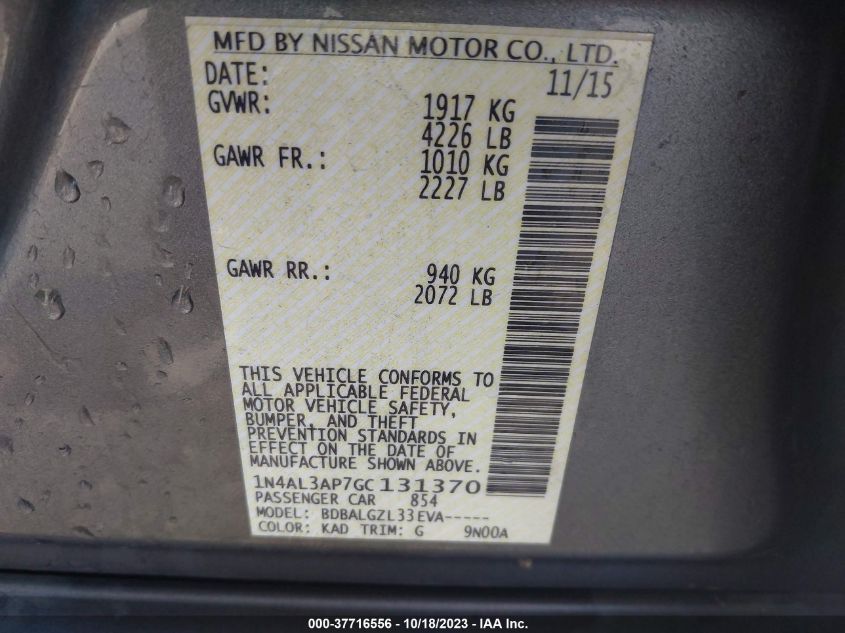 MFD BY NISSAN MOTOR CO., LTD.
DATE: 11/15
GVWR: 1917 KG
4226 LB
GAWR FR.: 1010 KG
2227 LB
GAWR RR.: 940 KG
2072 LB
THIS VEHICLE CONFORMS TO
ALL APPLICABLE FEDERAL
MOTOR VEHICLE SAFETY,
BUMPER, AND THEFT
PREVENTION STANDARDS IN
EFFECT ON THE DATE OF
MANUFACTURE SHOWN ABOVE.
1N4AL3AP7GC131370
PASSENGER CAR 854
MODEL: BDBALGZL33EVA-----
COLOR: KAD TRIM: G 9N00A
000-37716556 - 10/18/2023 - IAA Inc.